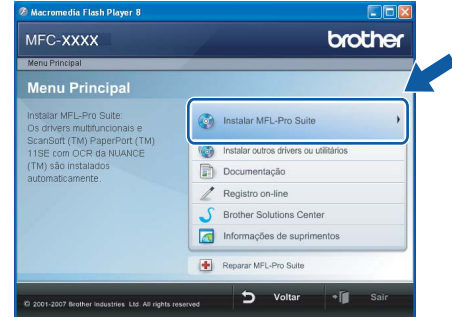 Macromedia Flash Player 8
MFC-XXXX
brother
Menu Principal
Menu Principal
Instalar MFL-Pro Suite:
Os drivers multifuncionais e
ScanSoft (TM) PaperPort (TM)
11SE com OCR da NUANCE
(TM) são instalados
automaticamente.
Instalar MFL-Pro Suite
Instalar outros drivers ou utilitários
Documentação
Registro on-line
Brother Solutions Center
Informações de suprimentos
Reparar MFL-Pro Suite
© 2001-2007 Brother Industries Ltd. All rights reserved
Voltar
Sair